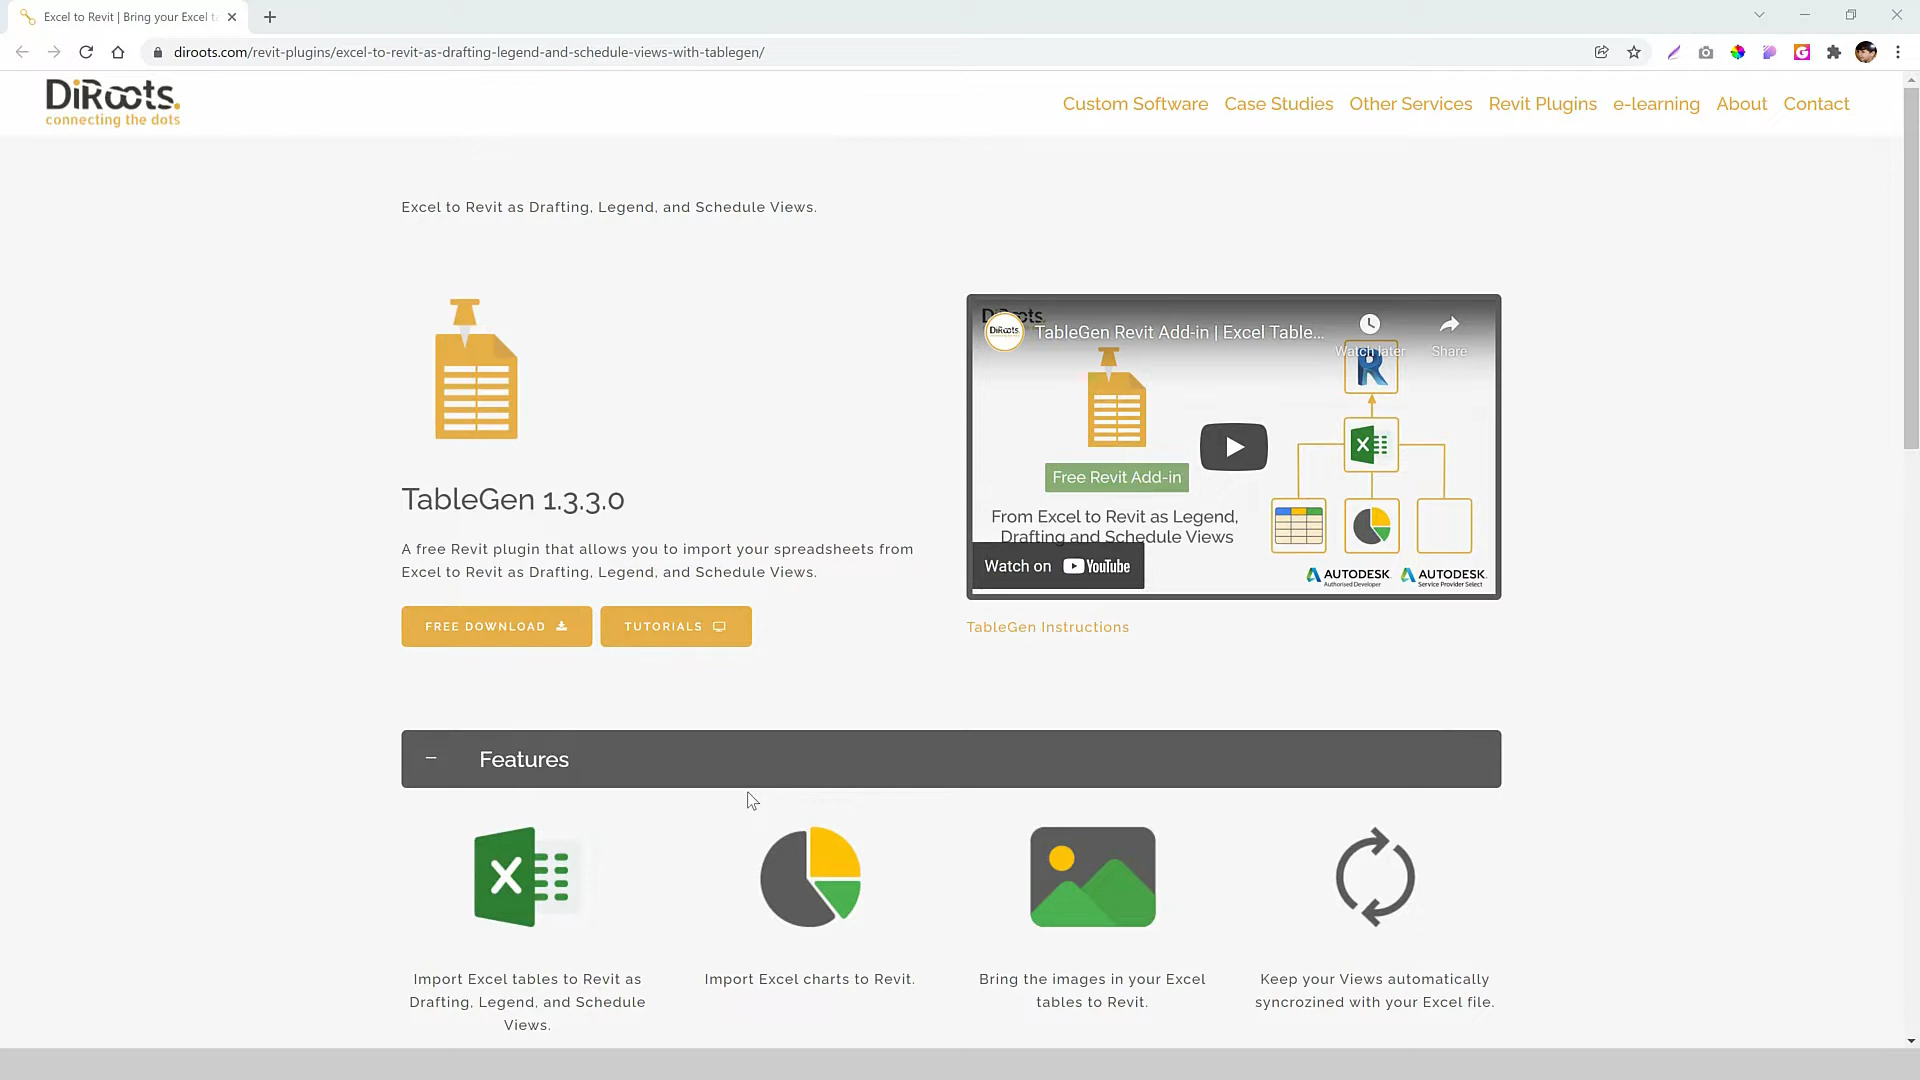 Excel to Revit | Bring your Excel t
diroots.com/revit-plugins/excel-to-revit-as-drafting-legend-and-schedule-views-with-tablegen/
DiRoots.
connecting the dots
Custom Software Case Studies Other Services Revit Plugins e-learning About Contact
Excel to Revit as Drafting, Legend, and Schedule Views.
TableGen 1.3.3.0
A free Revit plugin that allows you to import your spreadsheets from
Excel to Revit as Drafting, Legend, and Schedule Views.
FREE DOWNLOAD
TUTORIALS
DiRoots.
DiRoots.
TableGen Revit Add-in | Excel Table...
Watch later
Share
R
X
Free Revit Add-in
From Excel to Revit as Legend,
Drafting and Schedule Views
Watch on YouTube
AUTODESK
Authorised Developer
AUTODESK
Service Provider Select
TableGen Instructions
Features
X
Import Excel tables to Revit as
Drafting, Legend, and Schedule
Views.
Import Excel charts to Revit.
Bring the images in your Excel
tables to Revit.
Keep your Views automatically
syncrozined with your Excel file.